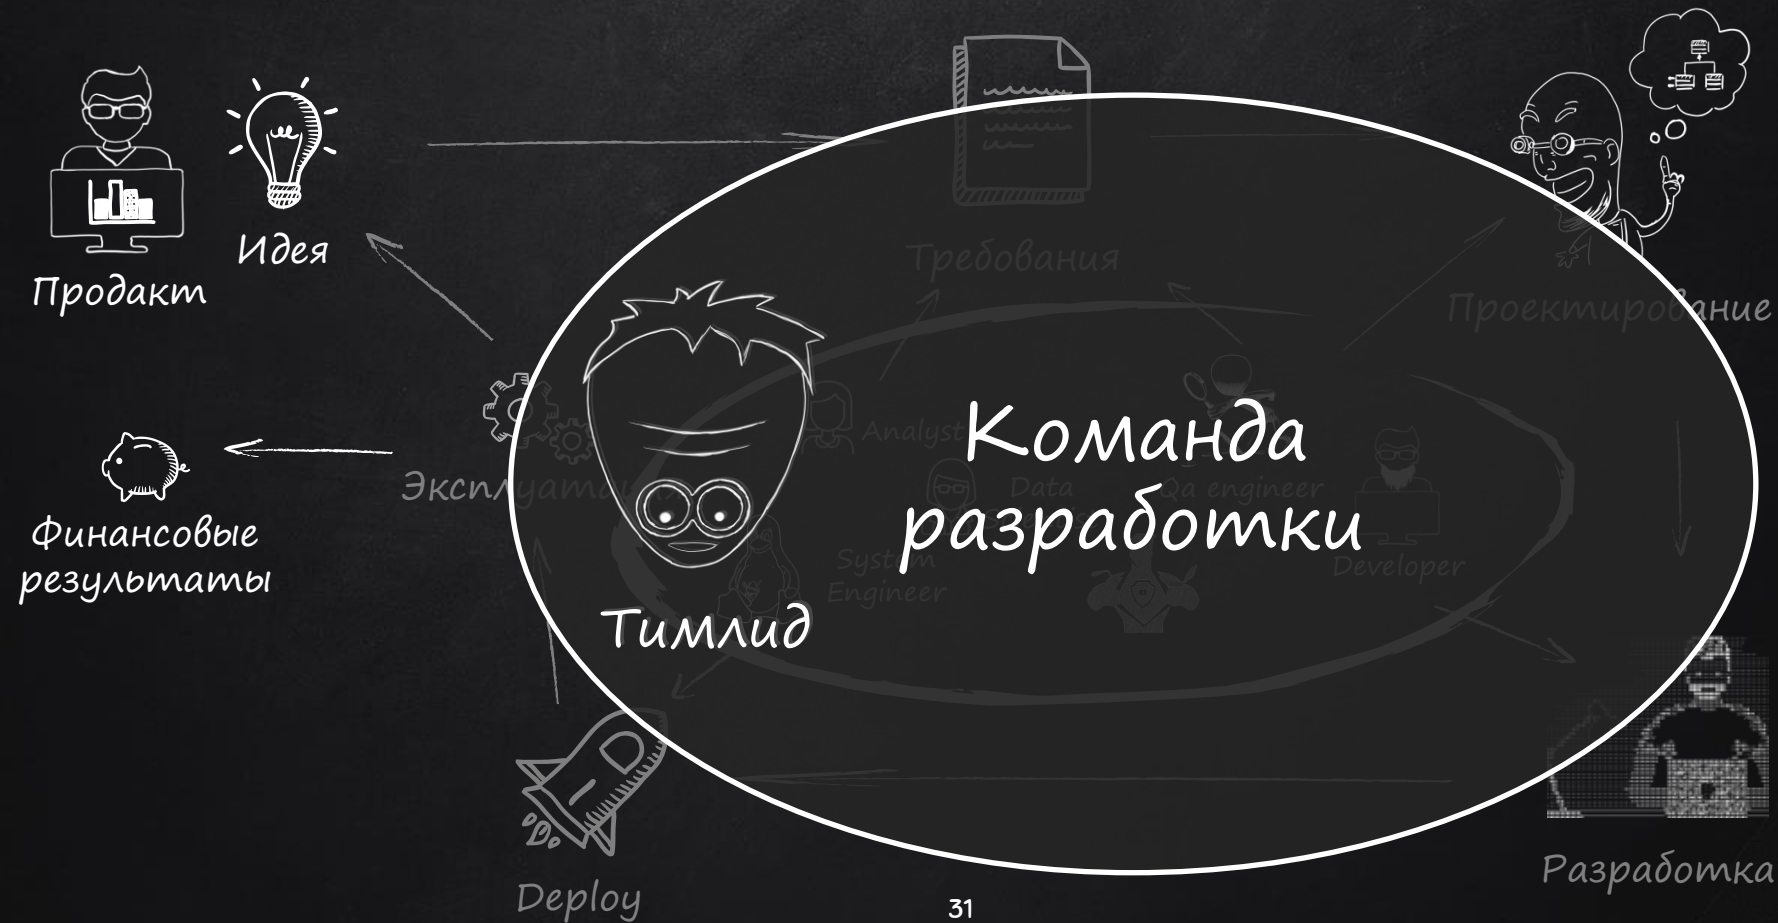 Продакт
Идея
Требования
Проектирование
Финансовые
результаты
Эксплуатация
Тимлид
Команда
разработки
Analyst
Data
Qa engineer
System
Engineer
Developer
Deploy
Разработка
31